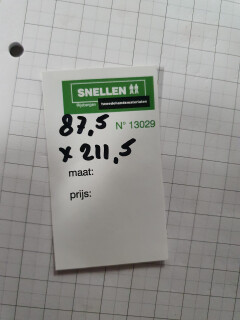 SNELLEN
87,5 N° 13029
x 211,5
maat:
prijs: